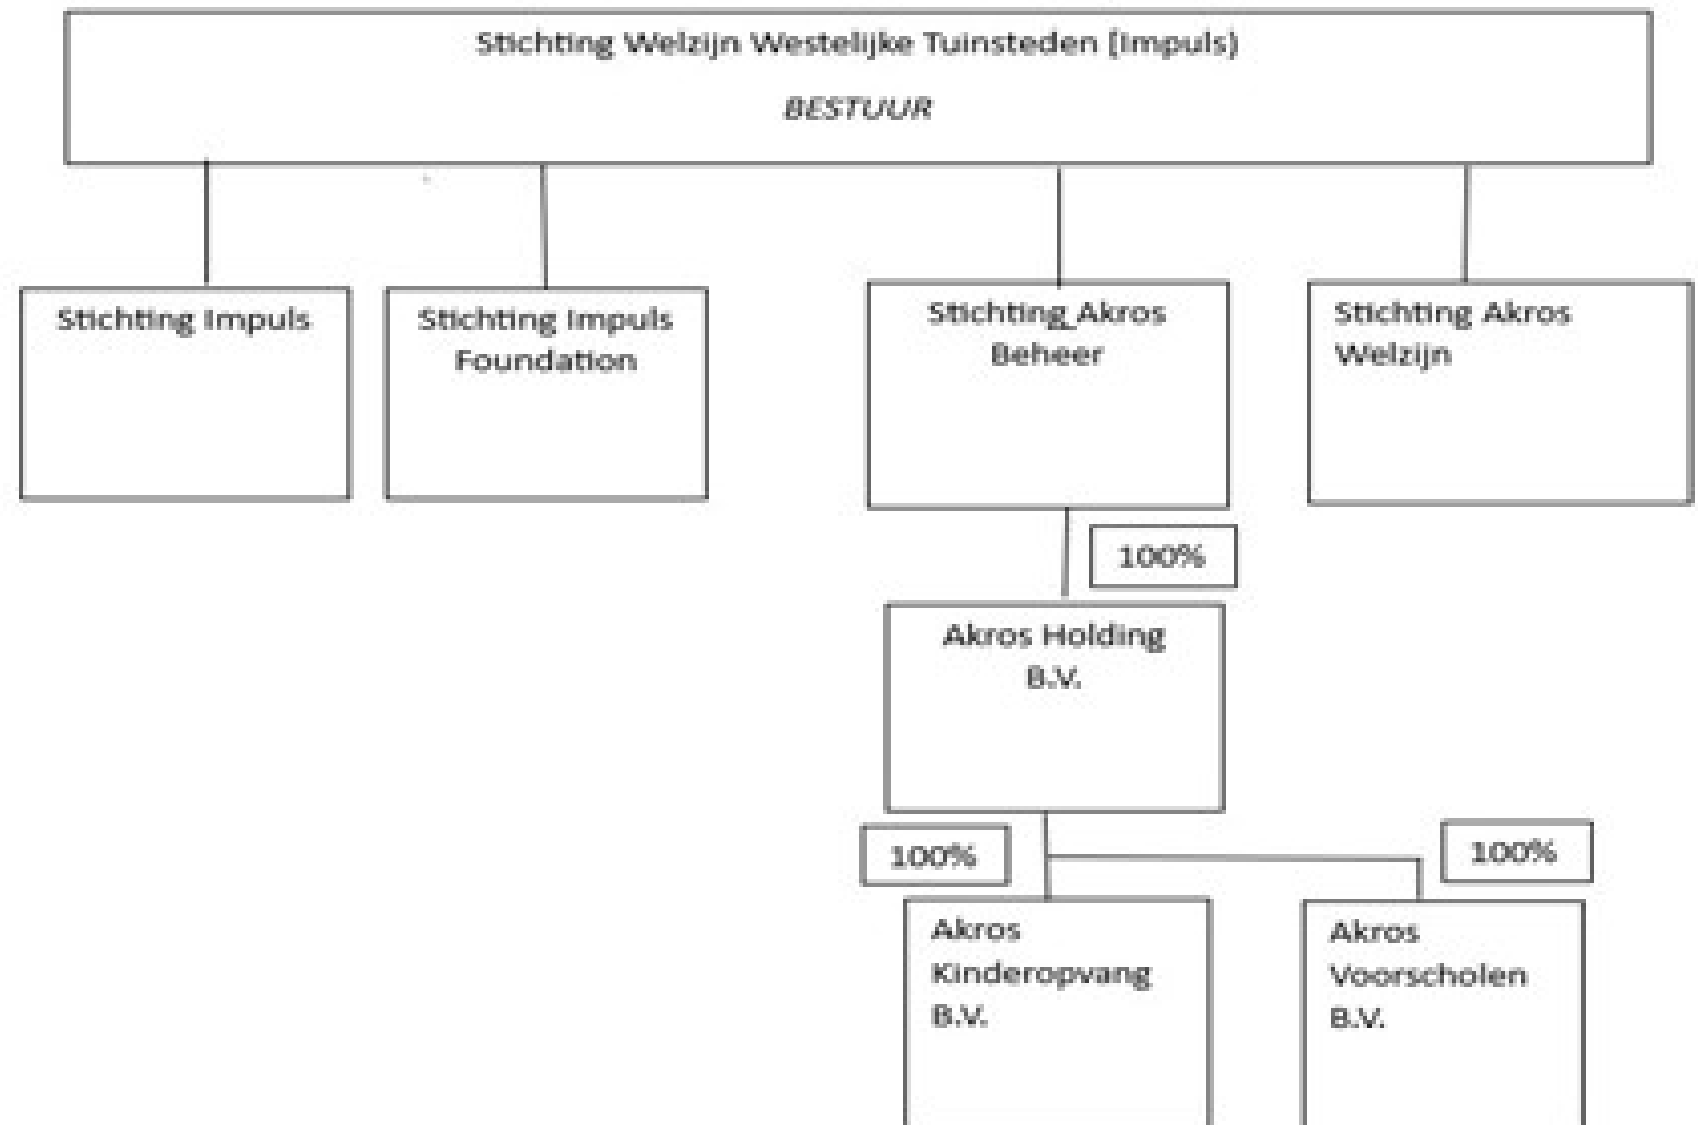 Stichting Welzijn Westelijke Tuinsteden (Impuls)
BESTUUR
Stichting Impuls
Stichting Impuls
Foundation
Stichting Akros
Beheer
Stichting Akros
Welzijn
100%
Akros Holding
B.V.
100%
100%
Akros
Kinderopvang
B.V.
Akros
Voorscholen
B.V.